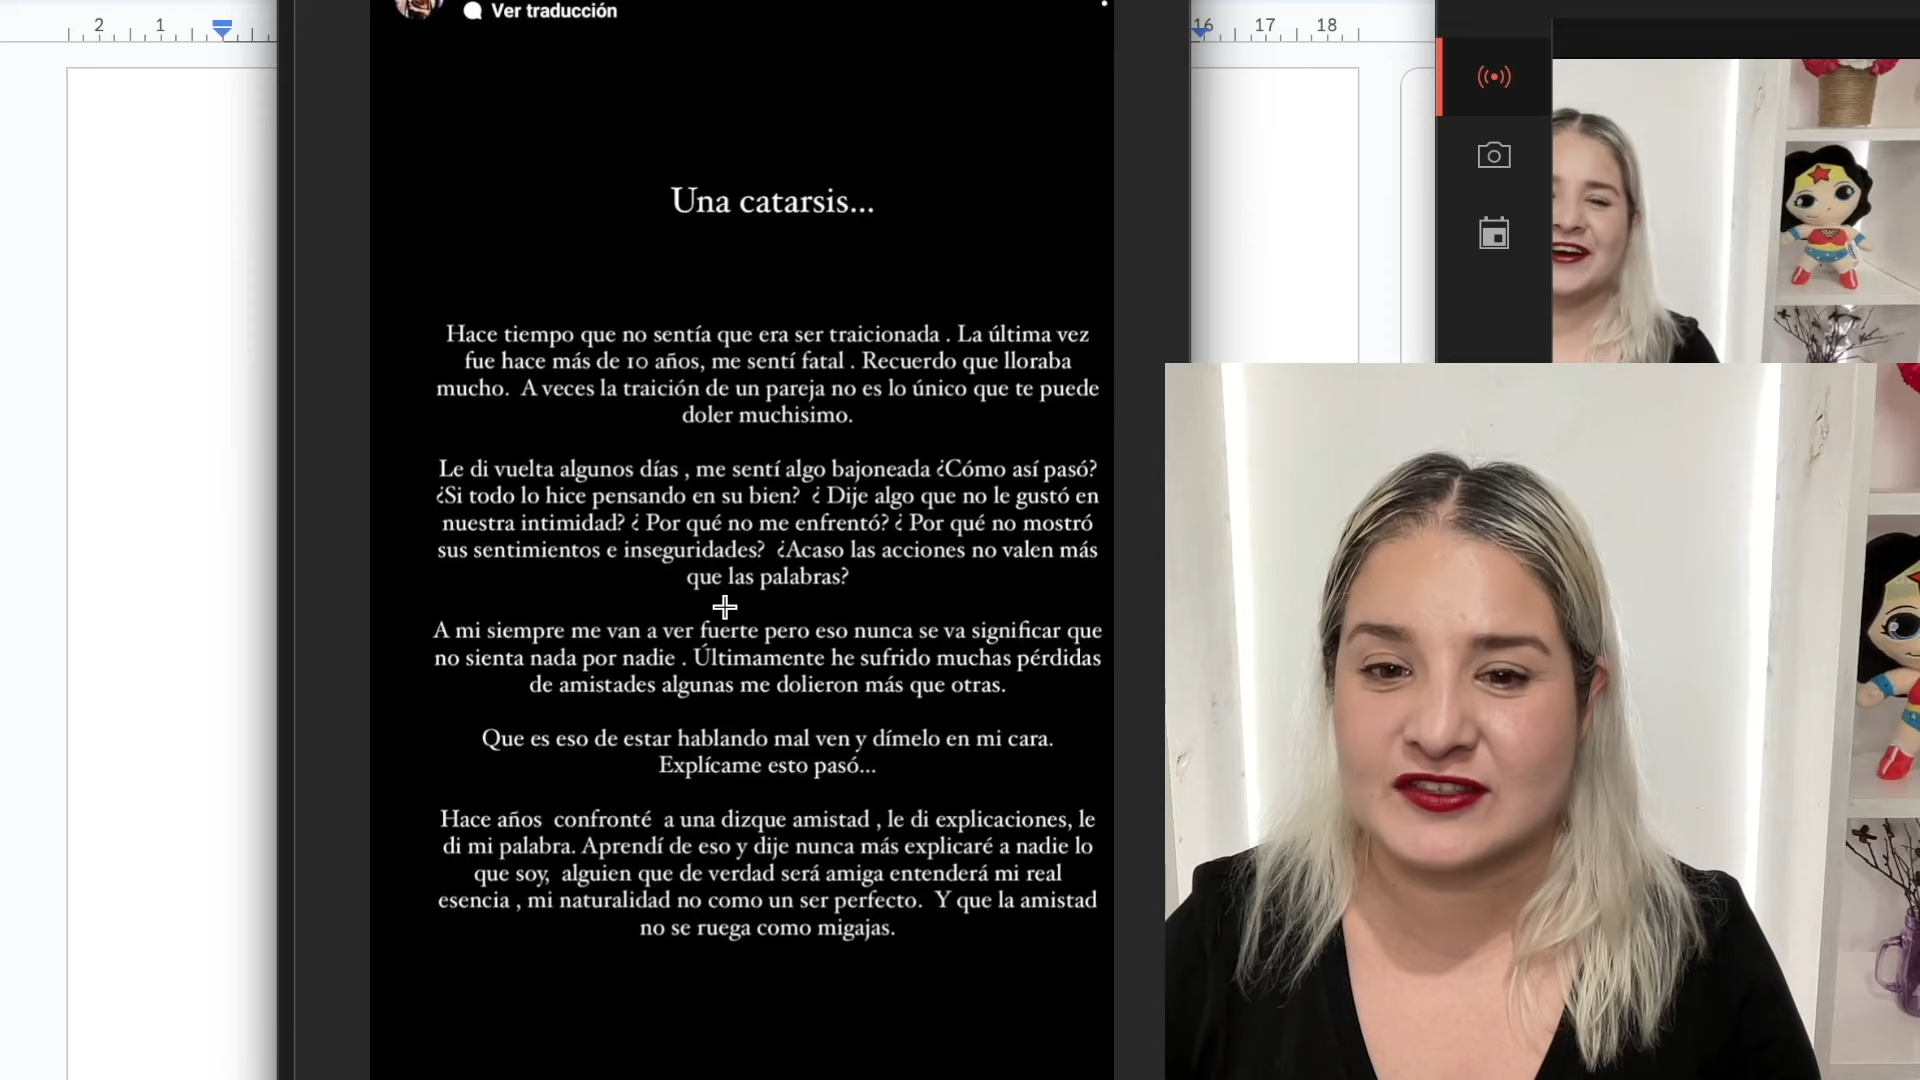 Ver traducción
2 1 16 17 18
Una catarsis...
Hace tiempo que no sentía que era ser traicionada . La última vez
fue hace más de 10 años, me sentí fatal . Recuerdo que lloraba
mucho.  A veces la traición de un pareja no es lo único que te puede
doler muchisimo.
Le di vuelta algunos días , me sentí algo bajoneada ¿Cómo así pasó?
¿Si todo lo hice pensando en su bien?  ¿ Dije algo que no le gustó en
nuestra intimidad? ¿ Por qué no me enfrentó? ¿ Por qué no mostró
sus sentimientos e inseguridades?  ¿Acaso las acciones no valen más
que las palabras?
A mi siempre me van a ver fuerte pero eso nunca se va significar que
no sienta nada por nadie . Últimamente he sufrido muchas pérdidas
de amistades algunas me dolieron más que otras.
Que es eso de estar hablando mal ven y dímelo en mi cara.
Explícame esto pasó...
Hace años  confronté  a una dizque amistad , le di explicaciones, le
di mi palabra. Aprendí de eso y dije nunca más explicaré a nadie lo
que soy,  alguien que de verdad será amiga entenderá mi real
esencia , mi naturalidad no como un ser perfecto.  Y que la amistad
no se ruega como migajas.